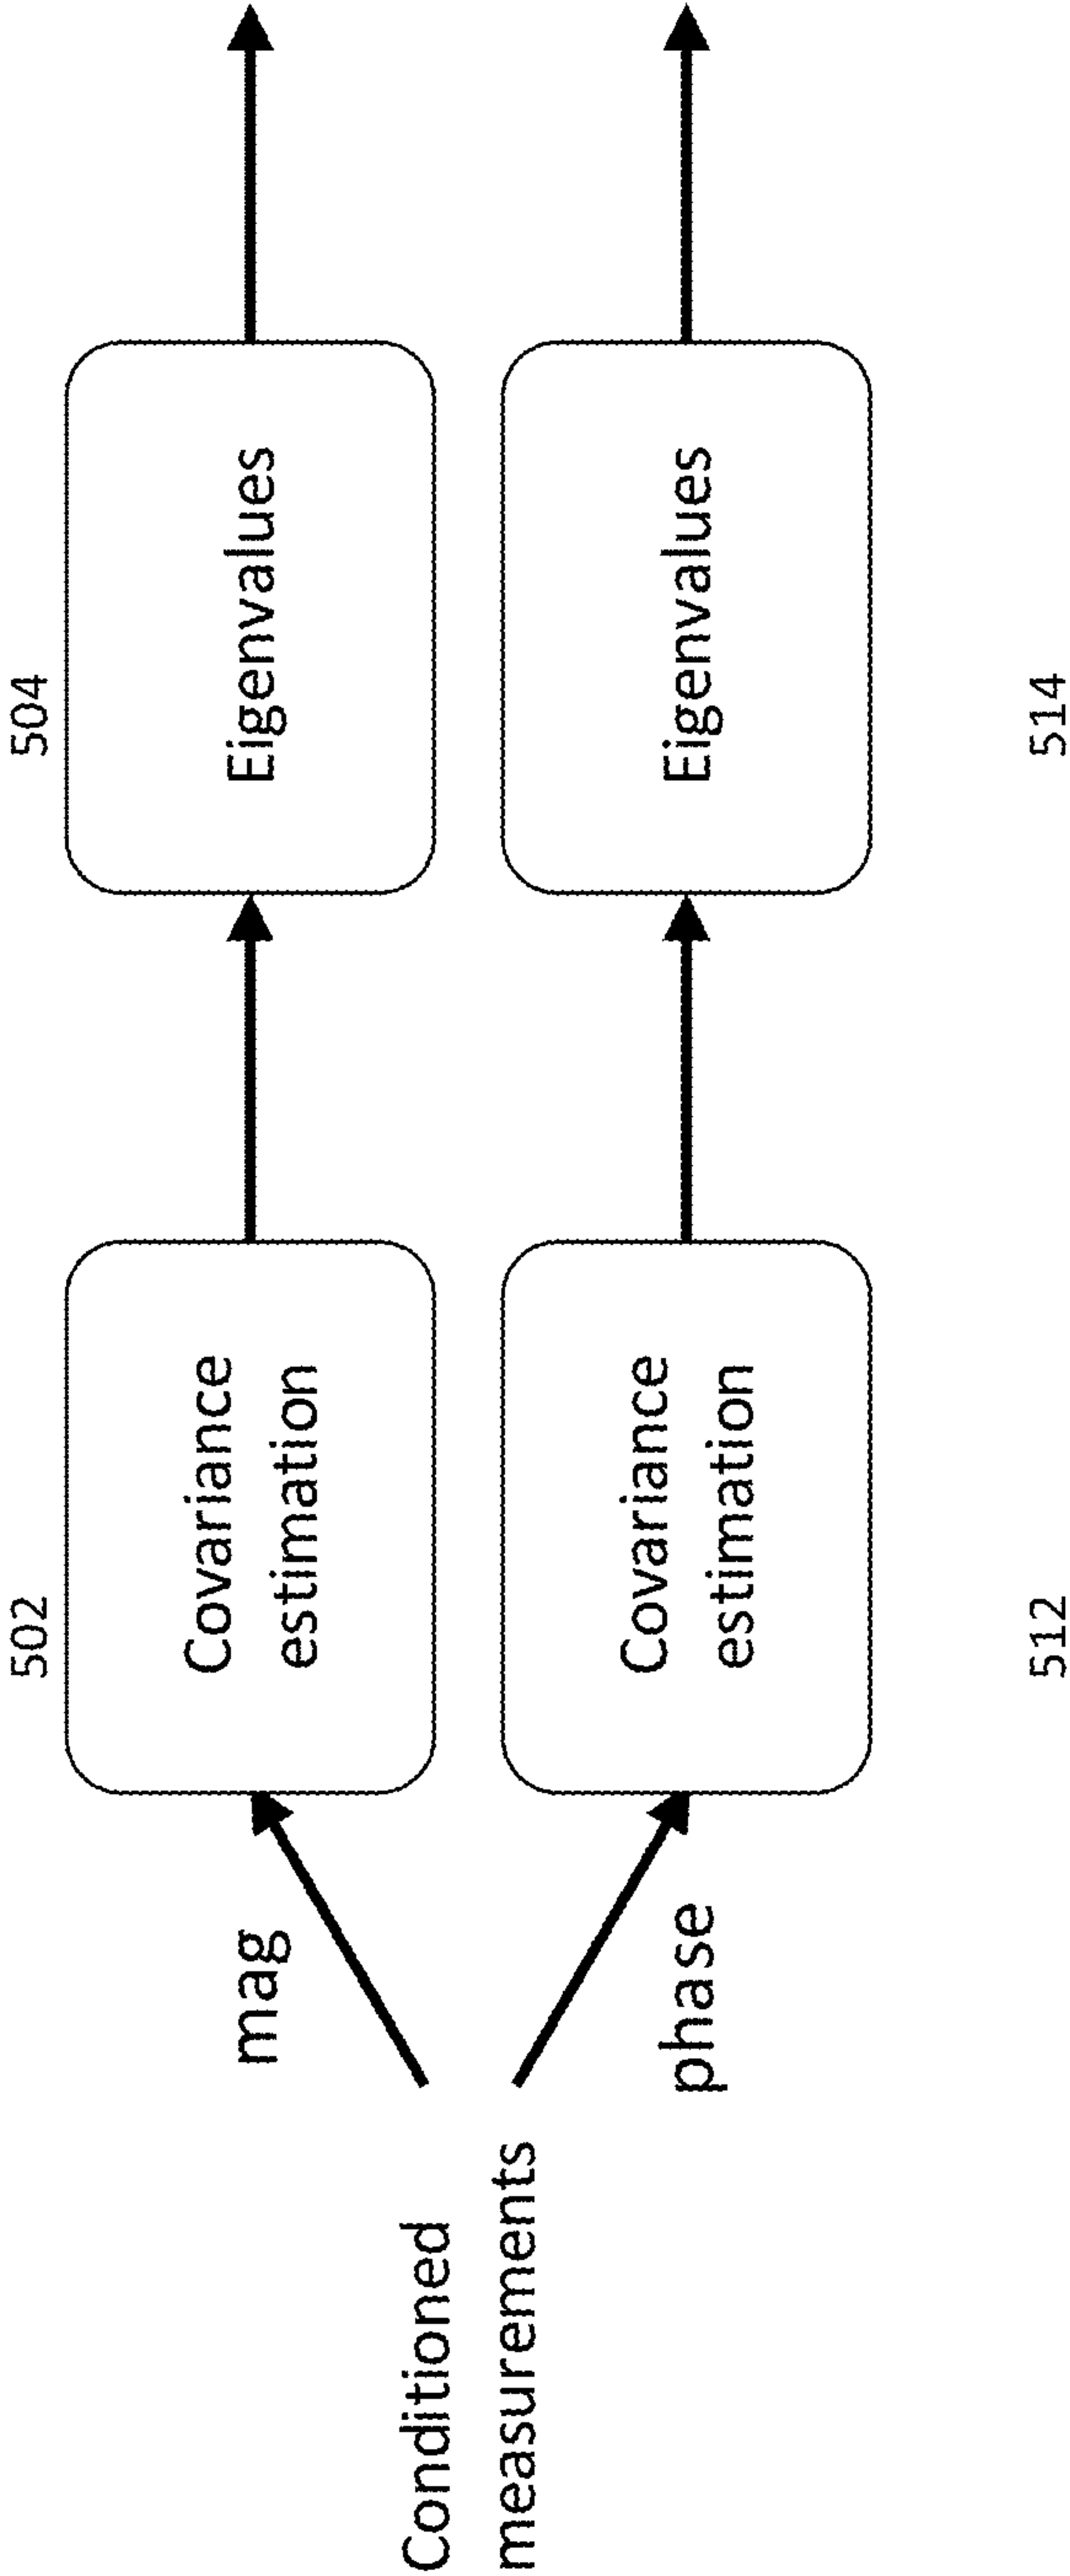 502
504
mag
Covariance
estimation
Eigenvalues
Conditioned
measurements
phase
Covariance
estimation
Eigenvalues
512
514